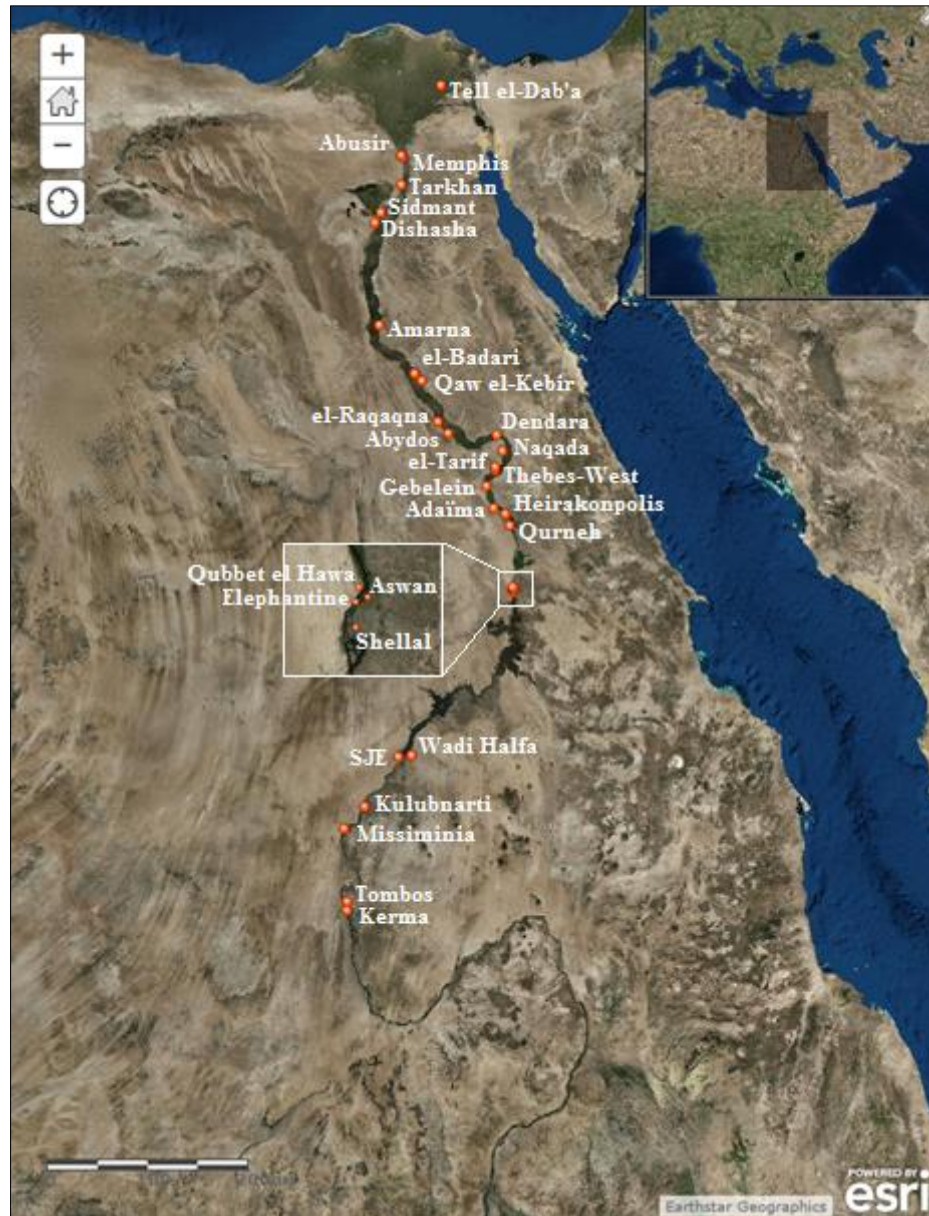 +
−
Tell el-Dab'a
Abusir
Memphis
Tarkhan
Sidmant
Dishasha
Amarna
el-Badari
Qaw el-Kebir
el-Raqaqna
Dendara
Abydos
Naqada
el-Tarif
Thebes-West
Gebelein
Heirakonpolis
Adaïma
Qurneh
Qubbet el Hawa
Aswan
Elephantine
Shellal
Wadi Halfa
SJE
Kulubnarti
Missiminia
Tombos
Kerma
POWERED BY
esri
Earthstar Geographics